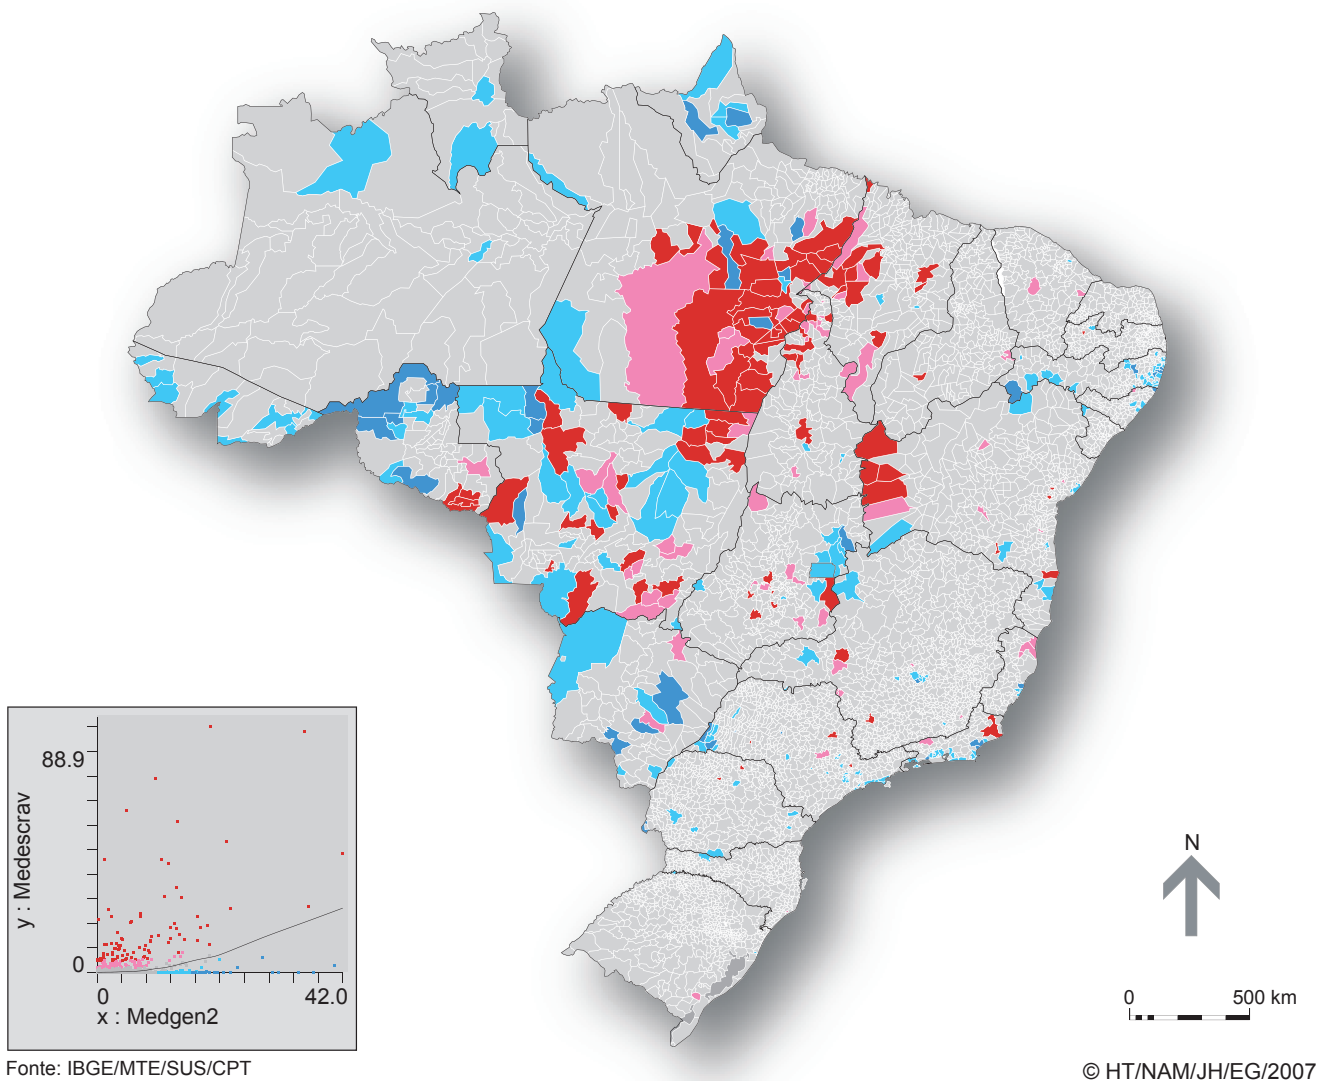 88.9
y : Medescrav
0
0
42.0
x : Medgen2
Fonte: IBGE/MTE/SUS/CPT
N
0
500 km
© HT/NAM/JH/EG/2007